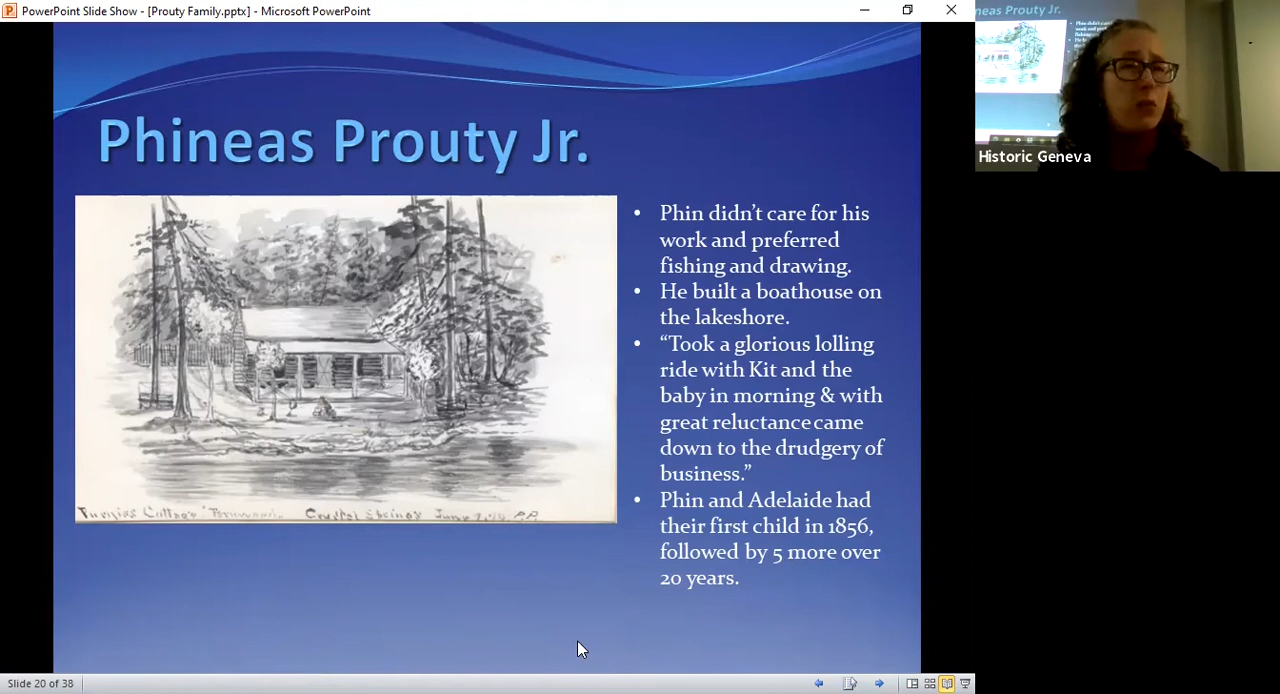 PowerPoint Slide Show - [Prouty Family.pptx] - Microsoft PowerPoint
Phineas Prouty Jr.
• Phin didn’t care for his
work and preferred
fishing and drawing.
• He built a boathouse on
the lakeshore.
• “Took a glorious lolling
ride with Kit and the
baby in morning & with
great reluctance came
down to the drudgery of
business.”
• Phin and Adelaide had
their first child in 1856,
followed by 5 more over
20 years.
Crystal Springs June 7, P.P.
Historic Geneva
Slide 20 of 38